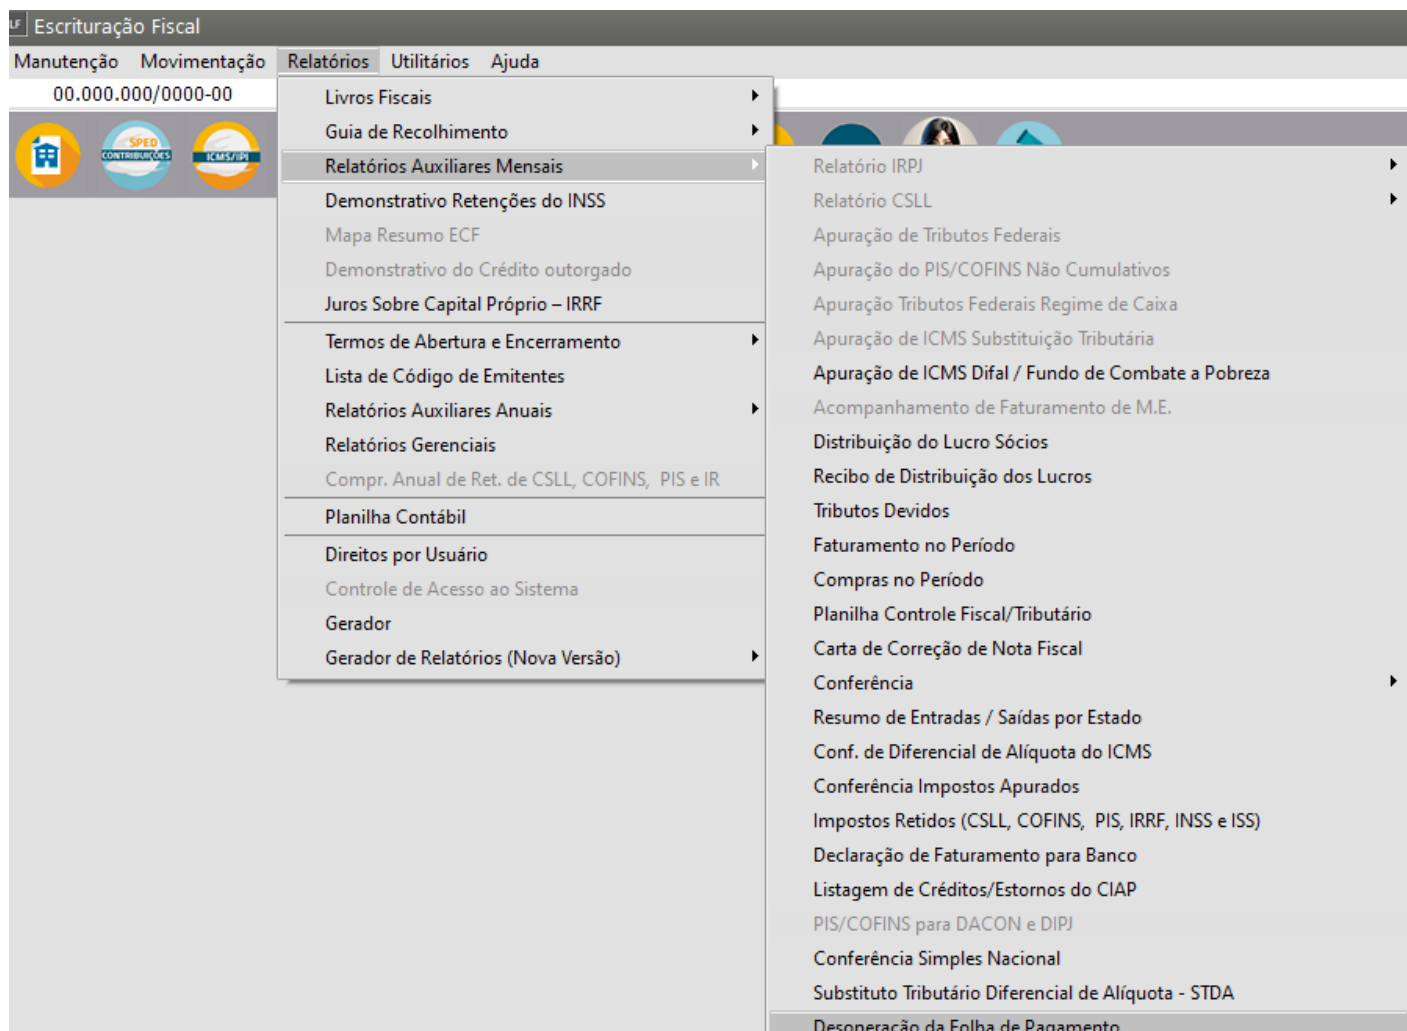 LF Escrituração Fiscal
Manutenção Movimentação Relatórios Utilitários Ajuda
00.000.000/0000-00
SPED
CONTRIBUIÇÕES
ICMS/IPI
Livros Fiscais
Guia de Recolhimento
Relatórios Auxiliares Mensais
Demonstrativo Retenções do INSS
Mapa Resumo ECF
Demonstrativo do Crédito outorgado
Juros Sobre Capital Próprio – IRRF
Termos de Abertura e Encerramento
Lista de Código de Emitentes
Relatórios Auxiliares Anuais
Relatórios Gerenciais
Compr. Anual de Ret. de CSLL, COFINS, PIS e IR
Planilha Contábil
Direitos por Usuário
Controle de Acesso ao Sistema
Gerador
Gerador de Relatórios (Nova Versão)
Relatório IRPJ
Relatório CSLL
Apuração de Tributos Federais
Apuração do PIS/COFINS Não Cumulativos
Apuração Tributos Federais Regime de Caixa
Apuração de ICMS Substituição Tributária
Apuração de ICMS Difal / Fundo de Combate a Pobreza
Acompanhamento de Faturamento de M.E.
Distribuição do Lucro Sócios
Recibo de Distribuição dos Lucros
Tributos Devidos
Faturamento no Período
Compras no Período
Planilha Controle Fiscal/Tributário
Carta de Correção de Nota Fiscal
Conferência
Resumo de Entradas / Saídas por Estado
Conf. de Diferencial de Alíquota do ICMS
Conferência Impostos Apurados
Impostos Retidos (CSLL, COFINS, PIS, IRRF, INSS e ISS)
Declaração de Faturamento para Banco
Listagem de Créditos/Estornos do CIAP
PIS/COFINS para DACON e DIPJ
Conferência Simples Nacional
Substituto Tributário Diferencial de Alíquota - STDA
Desoneração da Folha de Pagamento